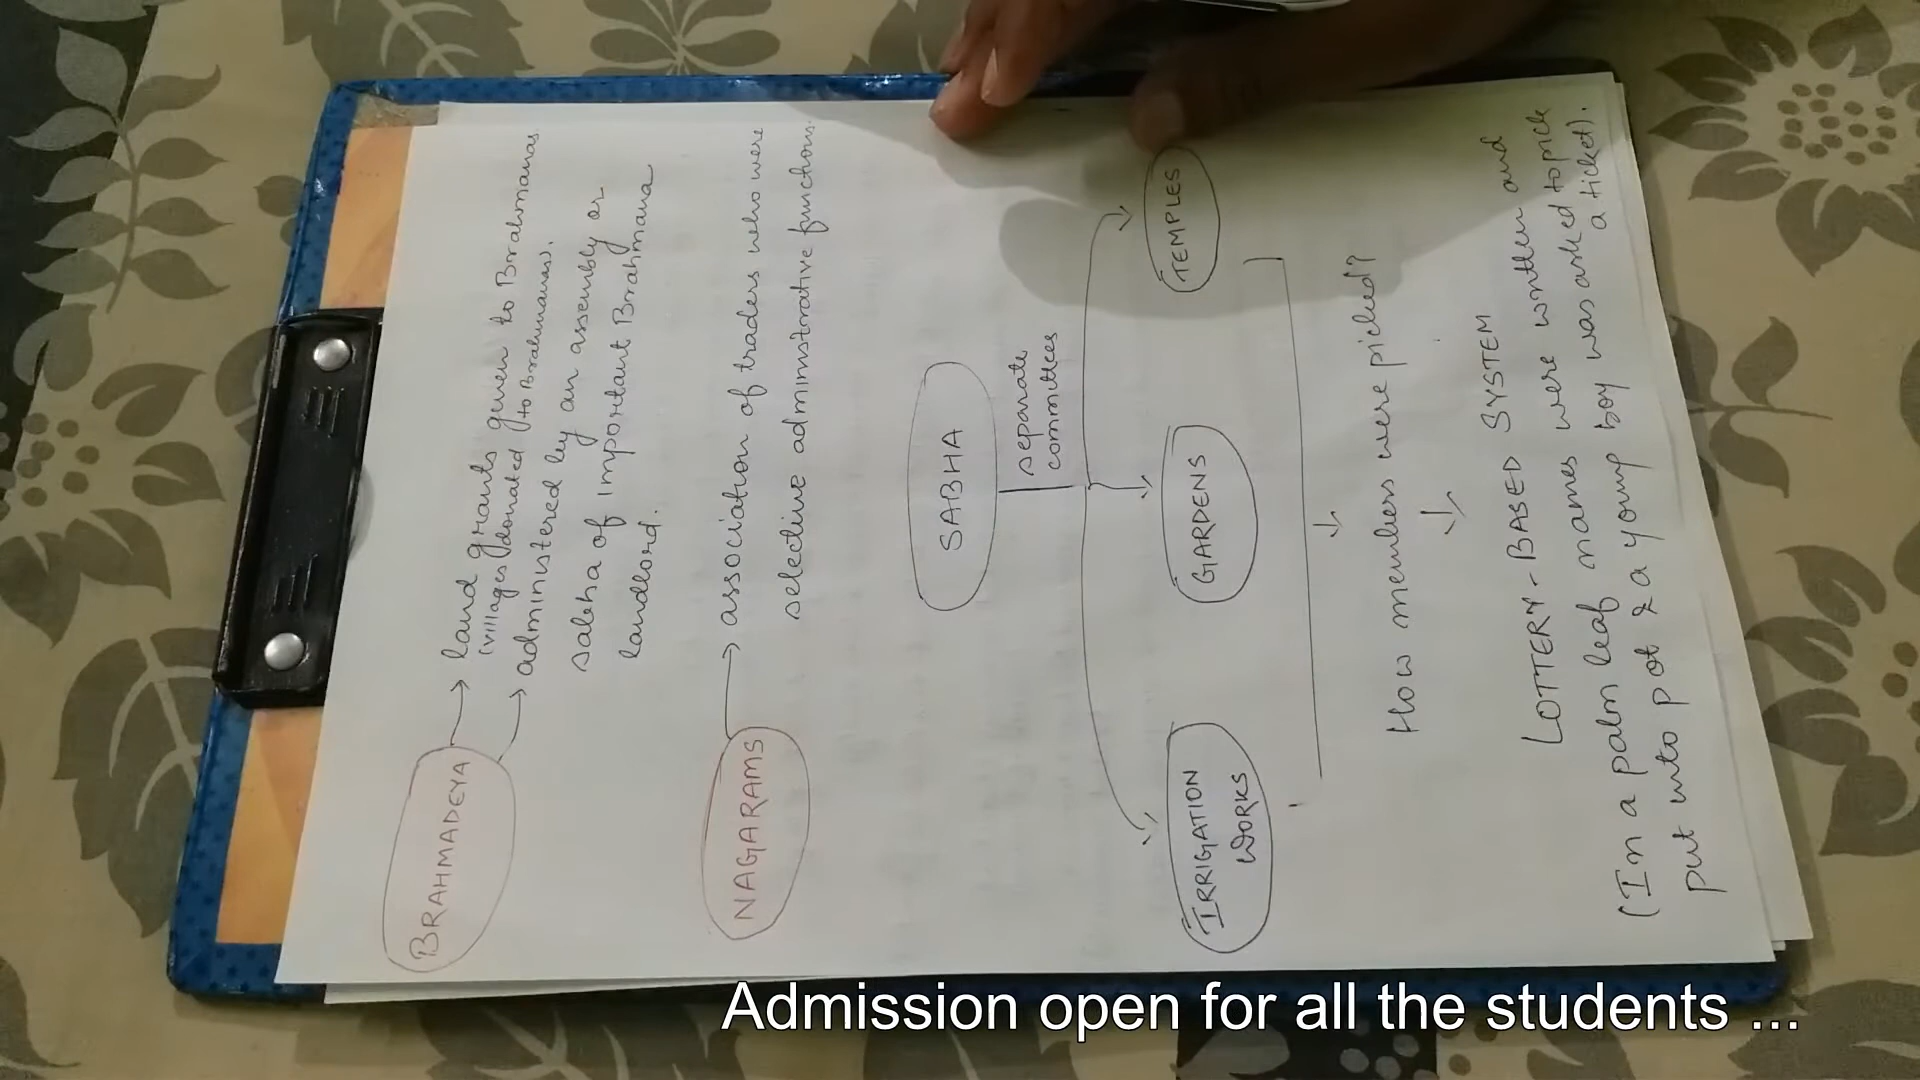 BRAHMADEYA
land grants given to Brahmanas.
(villages donated to Brahmanas).
administered by an assembly or
sabha of important Brahmana
landlord.
NAGARAMS
association of traders who were
selective administrative functions.
SABHA
separate
committees
IRRIGATION
WORKS
GARDENS
TEMPLES
How members were picked?
LOTTERY-BASED SYSTEM
(In a palm leaf names were written and
put into pot & a young boy was asked to pick
a ticket).
Admission open for all the students ...